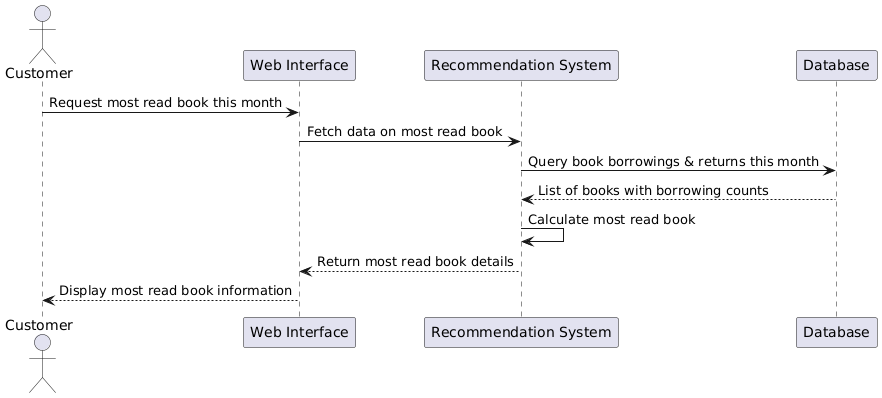 Customer
Web Interface
Recommendation System
Database
Request most read book this month
Fetch data on most read book
Query book borrowings & returns this month
List of books with borrowing counts
Calculate most read book
Return most read book details
Display most read book information
Customer
Web Interface
Recommendation System
Database